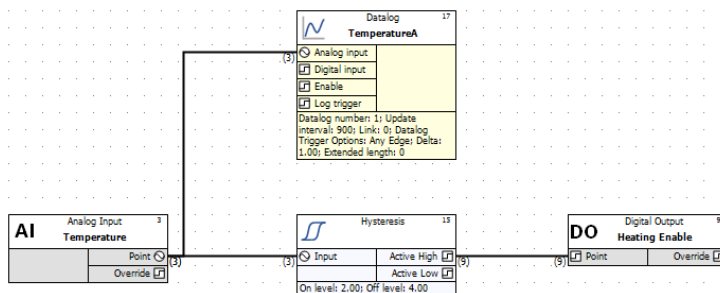 Datalog 17
TemperatureA
(3) Analog input
Digital input
Enable
Log trigger
Datalog number: 1; Update
interval: 900; Link: 0; Datalog
Trigger Options: Any Edge; Delta:
1.00; Extended length: 0
AI Analog Input 3
Temperature
Point (3)
Override
Hysteresis 15
(3) Input Active High (9)
Active Low
On level: 2.00; Off level: 4.00
DO Digital Output 9
Heating Enable
(9) Point Override